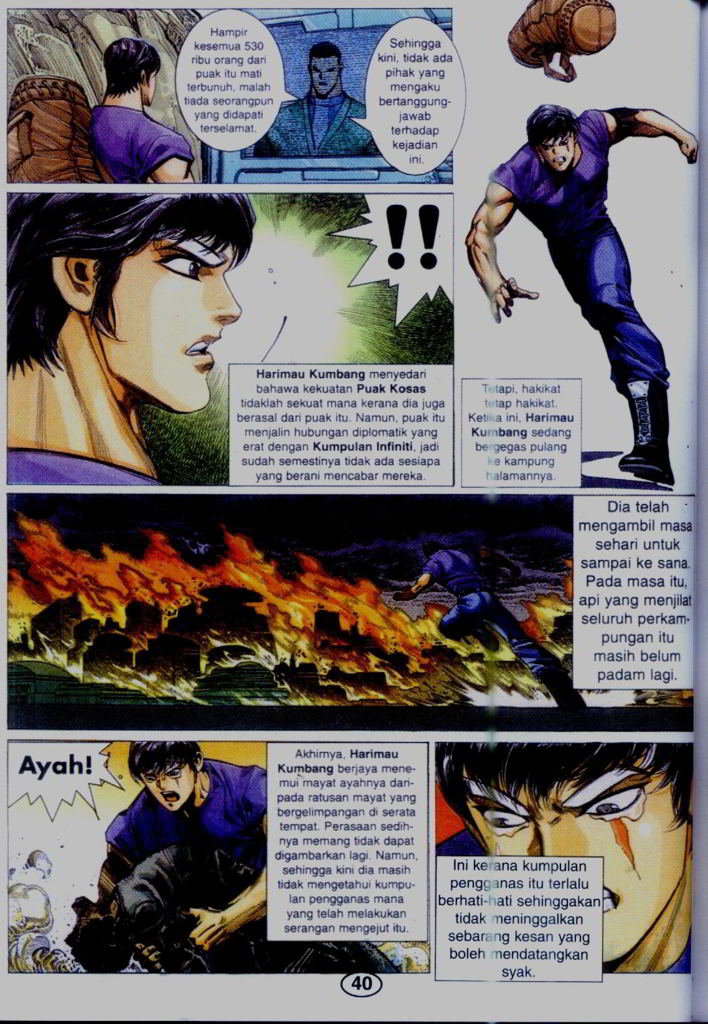 Hampir
kesemua 530
ribu orang dari
puak itu mati
terbunuh, malah
tiada seorangpun
yang didapati
terselamat.
Sehingga
kini, tidak ada
pihak yang
mengaku
bertanggung-
jawab
terhadap
kejadian
ini.
!!
Harimau Kumbang menyedari
bahawa kekuatan Puak Kosas
tidaklah sekuat mana kerana dia juga
berasal dari puak itu. Namun, puak itu
menjalin hubungan diplomatik yang
erat dengan Kumpulan Infiniti, jadi
sudah semestinya tidak ada sesiapa
yang berani mencabar mereka.
Tetapi, hakikat
tetap hakikat.
Ketika ini, Harimau
Kumbang sedang
bergegas pulang
ke kampung
halamannya.
Dia telah
mengambil masa
sehari untuk
sampai ke sana.
Pada masa itu,
api yang menjilat
seluruh perkam-
pungan itu
masih belum
padam lagi.
Ayah!
Akhirnya, Harimau
Kumbang berjaya mene-
mui mayat ayahnya dari-
pada ratusan mayat yang
bergelimpangan di serata
tempat. Perasaan sedih-
nya memang tidak dapat
digambarkan lagi. Namun,
sehingga kini dia masih
tidak mengetahui kumpu-
lan pengganas mana
yang telah melakukan
serangan mengejut itu.
Ini kerana kumpulan
pengganas itu terlalu
berhati-hati sehinggakan
tidak meninggalkan
sebarang kesan yang
boleh mendatangkan
syak.
40